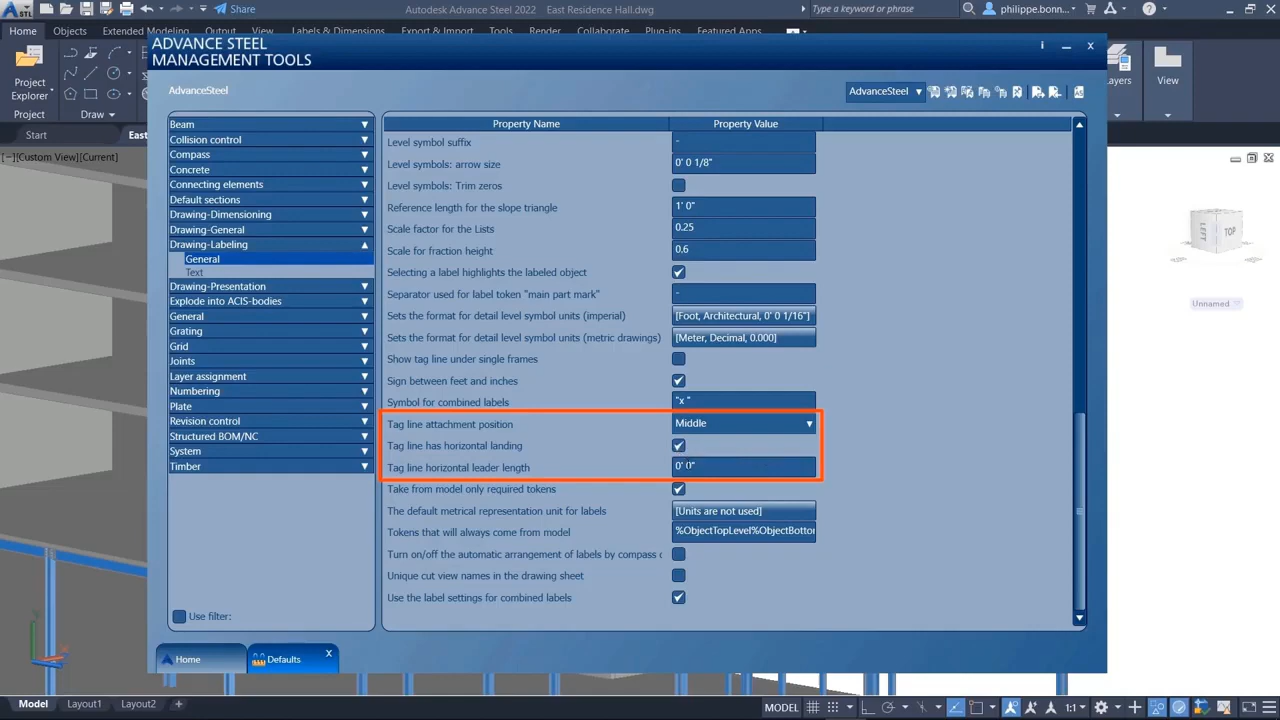 STL
Share
Autodesk Advance Steel 2022 East Residence Hall.dwg
Type a keyword or phrase
philippe.bonn...
Home
Objects
Extended Modeling
Output
View
Labels & Dimensions
Export & Import
Tools
Render
Collaborate
Plug-ins
Featured Apps
ADVANCE STEEL
MANAGEMENT TOOLS
i
X
Project
Explorer
Project
Draw
ayers
View
AdvanceSteel
AdvanceSteel
Start
East
[−][Custom View][Current]
Beam
Collision control
Compass
Concrete
Connecting elements
Default sections
Drawing-Dimensioning
Drawing-General
Drawing-Labeling
General
Text
Drawing-Presentation
Explode into ACIS-bodies
General
Grating
Grid
Joints
Layer assignment
Numbering
Plate
Revision control
Structured BOM/NC
System
Timber
Use filter:
Property Name Property Value
Level symbol suffix -
Level symbols: arrow size 0' 0 1/8"
Level symbols: Trim zeros
Reference length for the slope triangle 1' 0"
Scale factor for the Lists 0.25
Scale for fraction height 0.6
Selecting a label highlights the labeled object
Separator used for label token "main part mark" -
Sets the format for detail level symbol units (imperial) [Foot, Architectural, 0' 0 1/16"]
Sets the format for detail level symbol units (metric drawings) [Meter, Decimal, 0.000]
Show tag line under single frames
Sign between feet and inches
Symbol for combined labels "x "
Tag line attachment position Middle
Tag line has horizontal landing
Tag line horizontal leader length 0' 0"
Take from model only required tokens
The default metrical representation unit for labels [Units are not used]
Tokens that will always come from model %ObjectTopLevel%ObjectBottor
Turn on/off the automatic arrangement of labels by compass
Unique cut view names in the drawing sheet
Use the label settings for combined labels
LEFT
TOP
Unnamed
Home
Defaults
X
Model
Layout1
Layout2
+
MODEL
1:1